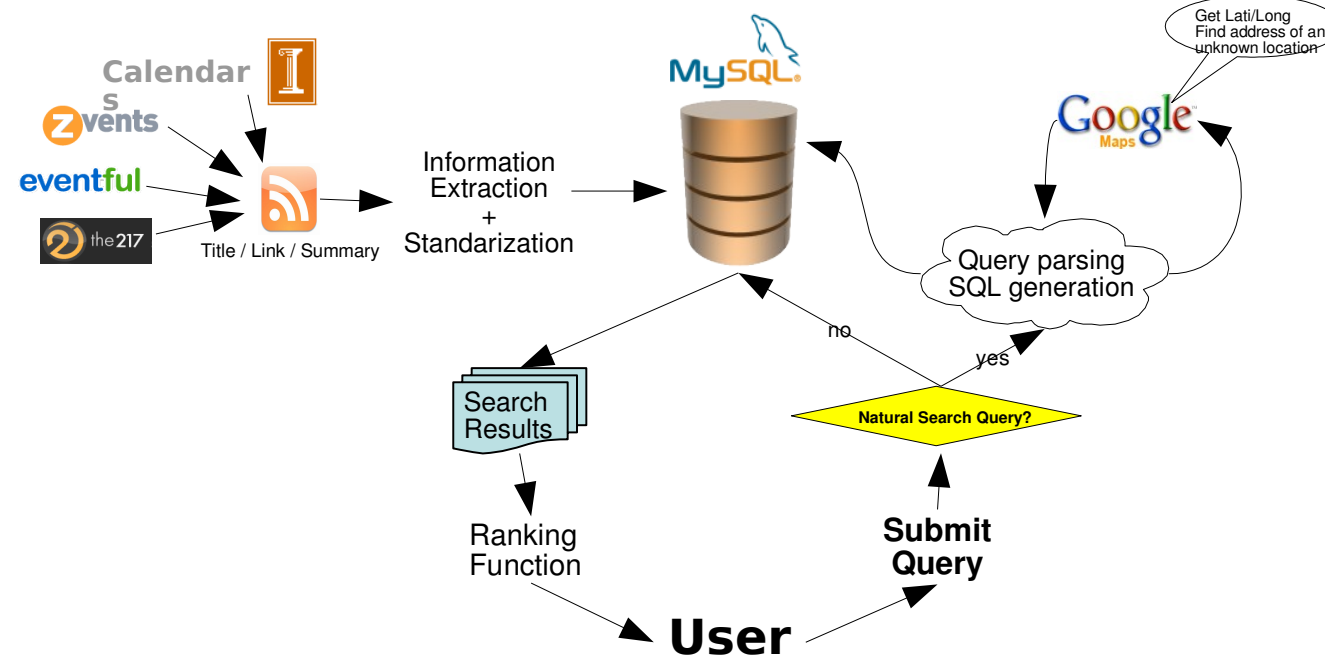 Calendar
s
zvents
eventful
the217
Title / Link / Summary
Information
Extraction
+
Standarization
MySQL
Get Lati/Long
Find address of an
unknown location
Google
Maps
Query parsing
SQL generation
no
yes
Natural Search Query?
Search
Results
Ranking
Function
Submit
Query
User